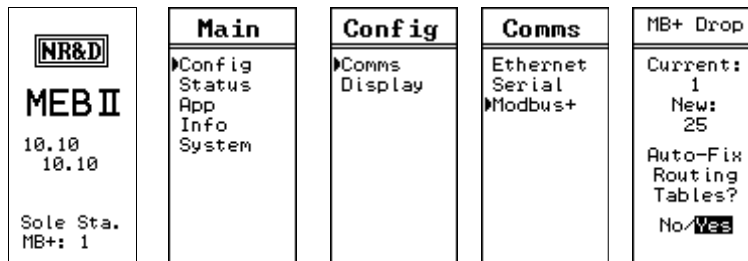 NR&D
MEB II
10.10
10.10
Sole Sta.
MB+: 1
Main
Config
Status
App
Info
System
Config
Comms
Display
Comms
Ethernet
Serial
Modbus+
MB+ Drop
Current:
1
New:
25
Auto-Fix
Routing
Tables?
No/Yes